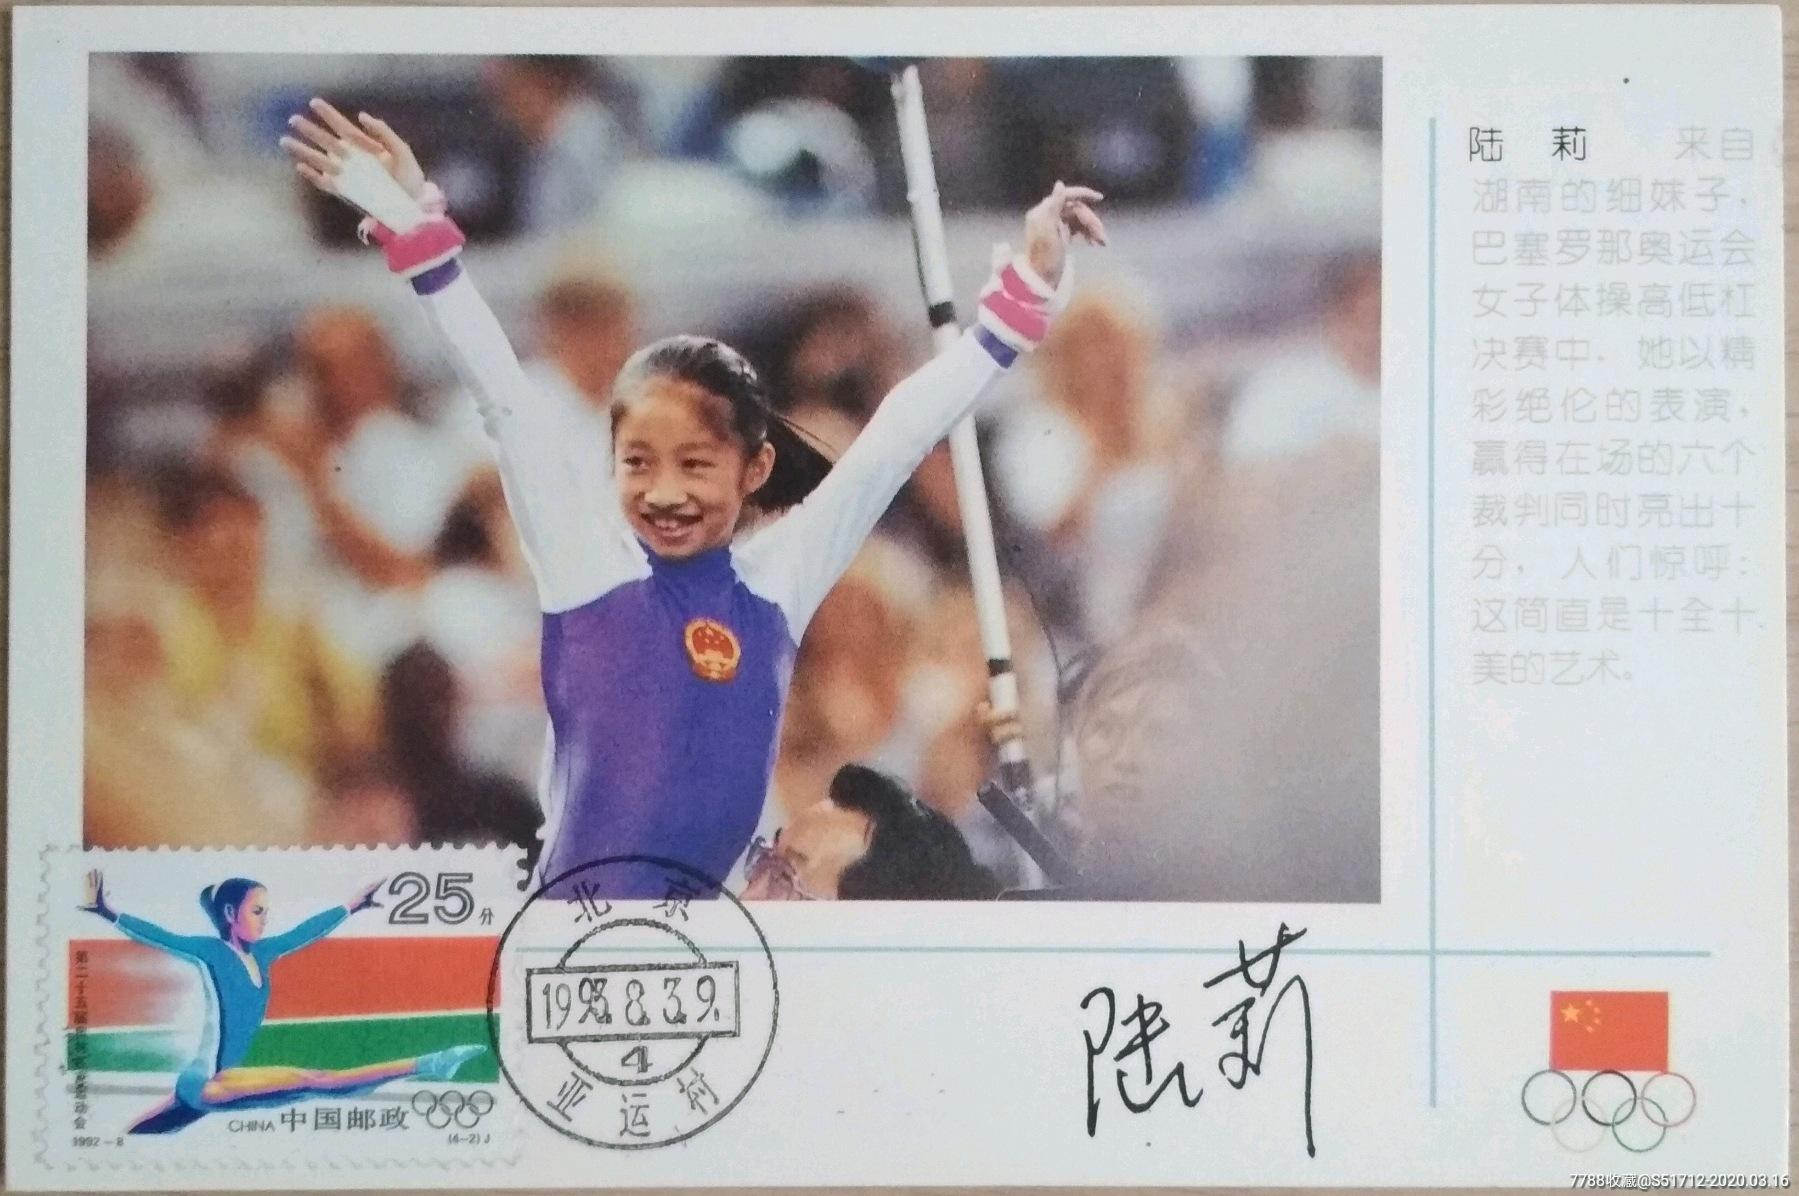 陆 莉 来自
湖南的细妹子，
巴塞罗那奥运会
女子体操高低杠
决赛中．她以精
彩绝伦的表演，
赢得在场的六个
裁判同时亮出十
分，人们惊呼：
这简直是十全十
美的艺术。
25分
CHINA 中国邮政
1992-8
(4-2)J
北京
4
亚运村
陆莉
7788收藏@S51712-2020.03.16